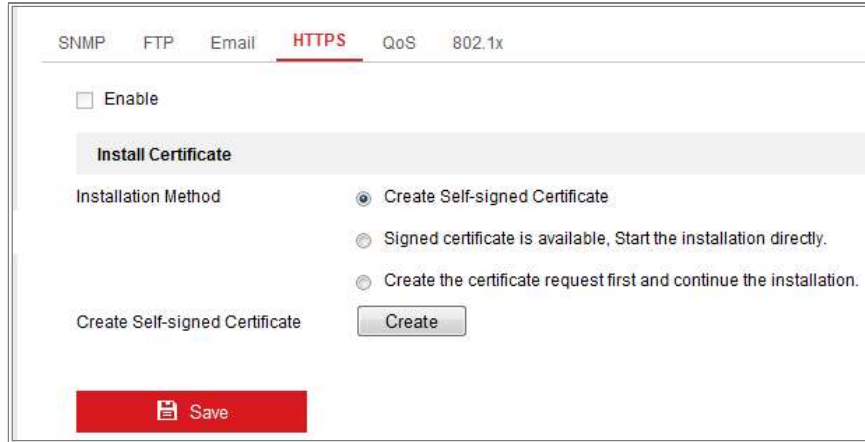 SNMP FTP Email HTTPS QoS 802.1x
Enable
Install Certificate
Installation Method Create Self-signed Certificate
Signed certificate is available, Start the installation directly.
Create the certificate request first and continue the installation.
Create Self-signed Certificate Create
Save